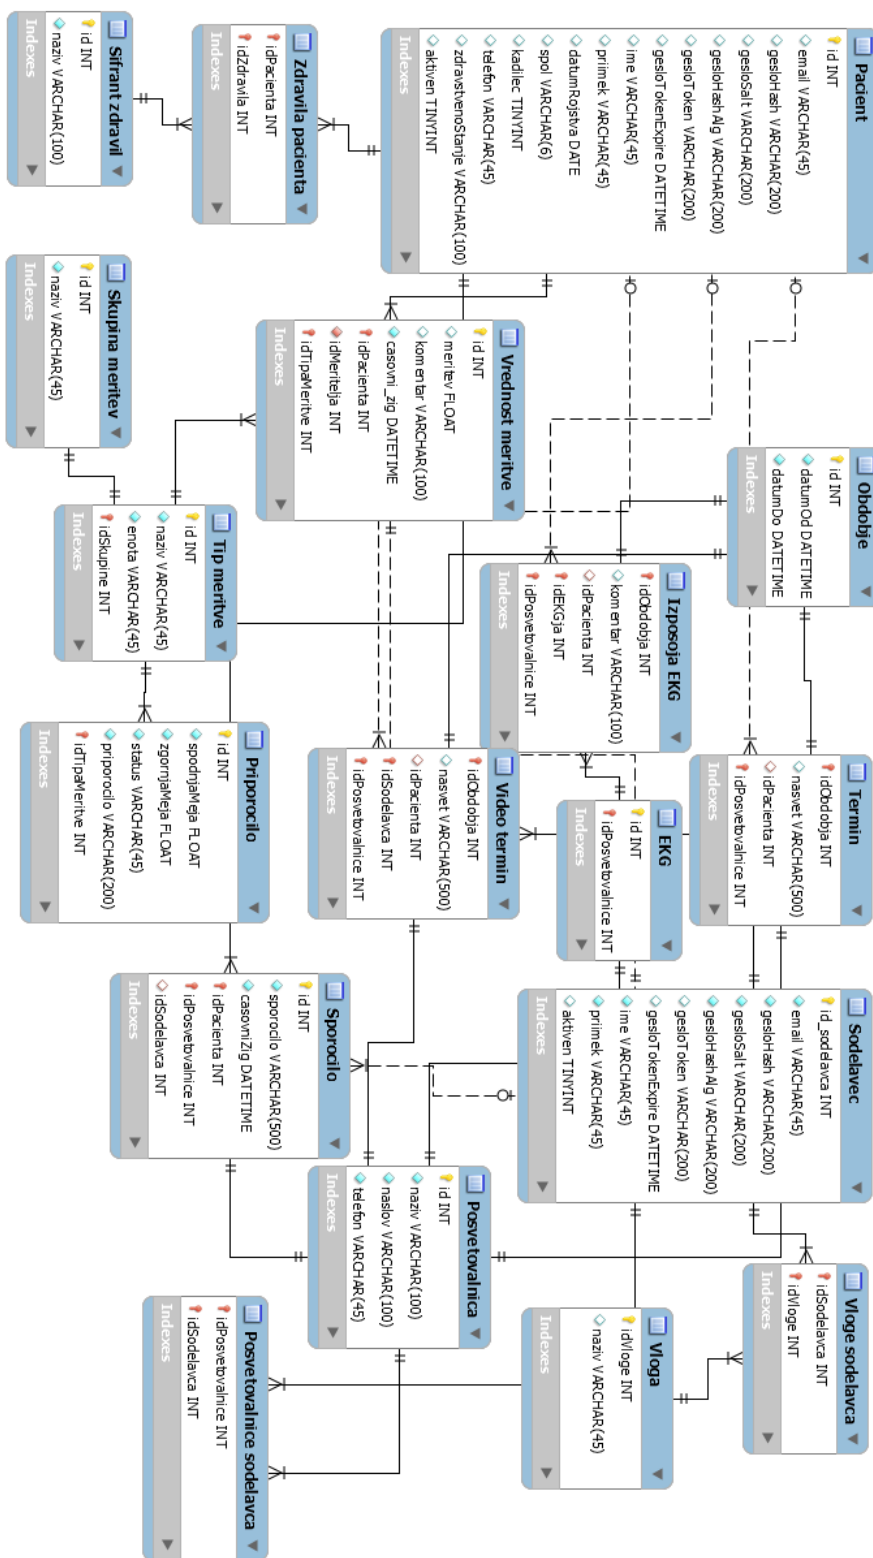 Pacient
id INT
email VARCHAR(45)
gesloHash VARCHAR(200)
gesloSalt VARCHAR(200)
gesloHashAlg VARCHAR(200)
gesloToken VARCHAR(200)
gesloTokenExpire DATETIME
ime VARCHAR(45)
priimek VARCHAR(45)
datumRojstva DATE
spol VARCHAR(6)
kadilec TINYINT
telefon VARCHAR(45)
zdravstvenoStanje VARCHAR(100)
aktiven TINYINT
Indexes
Zdravila pacienta
idPacienta INT
idZdravila INT
Indexes
Sifrant zdravil
id INT
naziv VARCHAR(100)
Indexes
Vrednost meritve
id INT
meritev FLOAT
komentar VARCHAR(100)
casovni_zig DATETIME
idPacienta INT
idMeritelja INT
idTipaMeritve INT
Indexes
Skupina meritev
id INT
naziv VARCHAR(45)
Indexes
Obdobje
id INT
datumOd DATETIME
datumDo DATETIME
Indexes
Izposoja EKG
idObdobja INT
komentar VARCHAR(100)
idPacienta INT
idEKGja INT
idPosvetovalnice INT
Indexes
Tip meritve
id INT
naziv VARCHAR(45)
enota VARCHAR(45)
idSkupine INT
Indexes
Termin
idObdobja INT
nasvet VARCHAR(500)
idPacienta INT
idPosvetovalnice INT
Indexes
EKG
id INT
idPosvetovalnice INT
Indexes
Video termin
idObdobja INT
nasvet VARCHAR(500)
idPacienta INT
idSodelavca INT
idPosvetovalnice INT
Indexes
Priporocilo
id INT
spodnjaMeja FLOAT
zgornjaMeja FLOAT
status VARCHAR(45)
priporocilo VARCHAR(200)
idTipaMeritve INT
Indexes
Sodelavec
id_sodelavca INT
email VARCHAR(45)
gesloHash VARCHAR(200)
gesloSalt VARCHAR(200)
gesloHashAlg VARCHAR(200)
gesloToken VARCHAR(200)
gesloTokenExpire DATETIME
ime VARCHAR(45)
priimek VARCHAR(45)
aktiven TINYINT
Indexes
Sporocilo
id INT
sporocilo VARCHAR(500)
casovniZig DATETIME
idPacienta INT
idPosvetovalnice INT
idSodelavca INT
Indexes
Posvetovalnica
id INT
naziv VARCHAR(100)
naslov VARCHAR(100)
telefon VARCHAR(45)
Indexes
Vloge sodelavca
idSodelavca INT
idVloge INT
Indexes
Vloga
idVloge INT
naziv VARCHAR(45)
Indexes
Posvetovalnice sodelavca
idPosvetovalnice INT
idSodelavca INT
Indexes